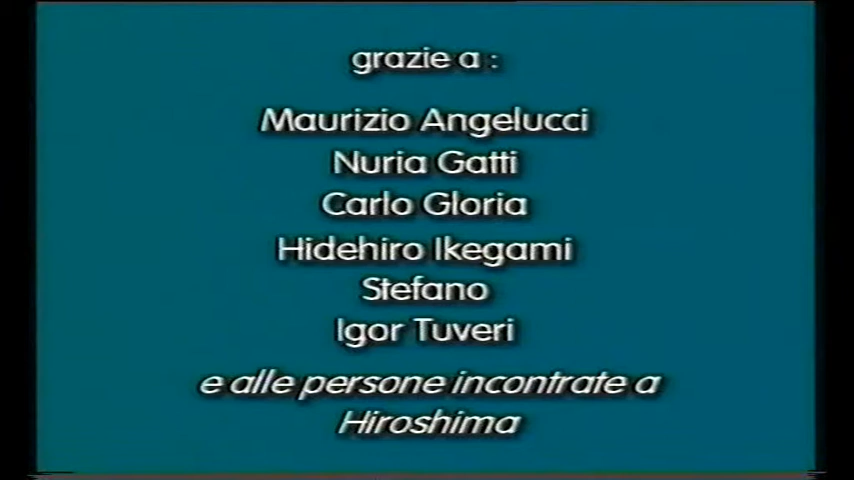 grazie a :
Maurizio Angelucci
Nuria Gatti
Carlo Gloria
Hidehiro Ikegami
Stefano
Igor Tuveri
e alle persone incontrate a
Hiroshima